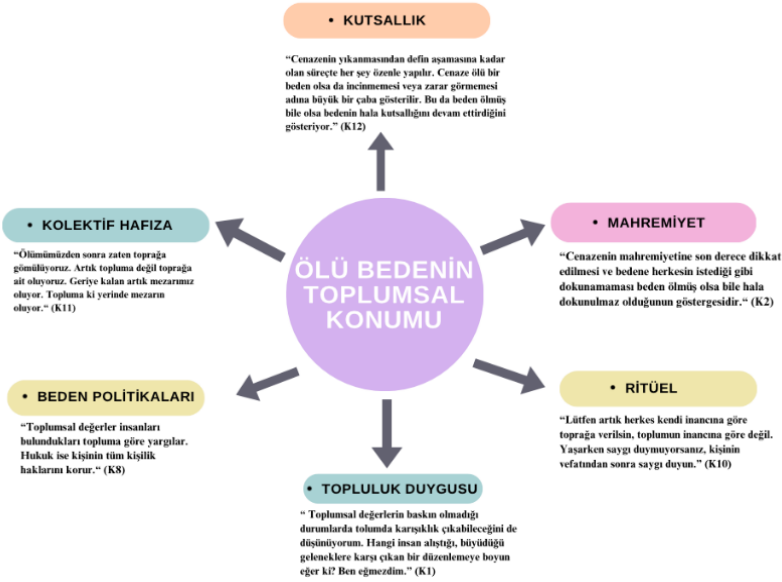 • KUTSALLIK
“Cenazenin yıkanmasından defin aşamasına kadar
olan süreçte her şey özenle yapılır. Cenaze ölü bir
beden olsa da incinmemesi veya zarar görmemesi
adına büyük bir çaba gösterilir. Bu da beden ölmüş
bile olsa bedenin hala kutsallığını devam ettirdiğini
gösteriyor.” (K12)
• KOLEKTİF HAFIZA
“Ölümümüzden sonra zaten toprağa
gömülüyoruz. Artık topluma değil toprağa
ait oluyoruz. Geriye kalan artık mezarımız
oluyor. Topluma ki yerinde mezarın
oluyor.“ (K11)
• MAHREMİYET
“Cenazenin mahremiyetine son derece dikkat
edilmesi ve bedene herkesin istediği gibi
dokunamaması beden ölmüş olsa bile hala
dokunulmaz olduğunun göstergesidir.“ (K2)
ÖLÜ BEDENİN
TOPLUMSAL
KONUMU
• BEDEN POLİTİKALARI
“Toplumsal değerler insanları
bulundukları topluma göre yargılar.
Hukuk ise kişinin tüm kişilik
haklarını korur.“ (K8)
• RİTÜEL
“Lütfen artık herkes kendi inancına göre
toprağa verilsin, toplumun inancına göre değil.
Yaşarken saygı duymuyorsanız, kişinin
vefatından sonra saygı duyun.” (K10)
• TOPLULUK DUYGUSU
“ Toplumsal değerlerin baskın olmadığı
durumlarda tolumda karışıklık çıkabileceğini de
düşünüyorum. Hangi insan alıştığı, büyüdüğü
geleneklere karşı çıkan bir düzenlemeye boyun
eğer ki? Ben eğmezdim.” (K1)